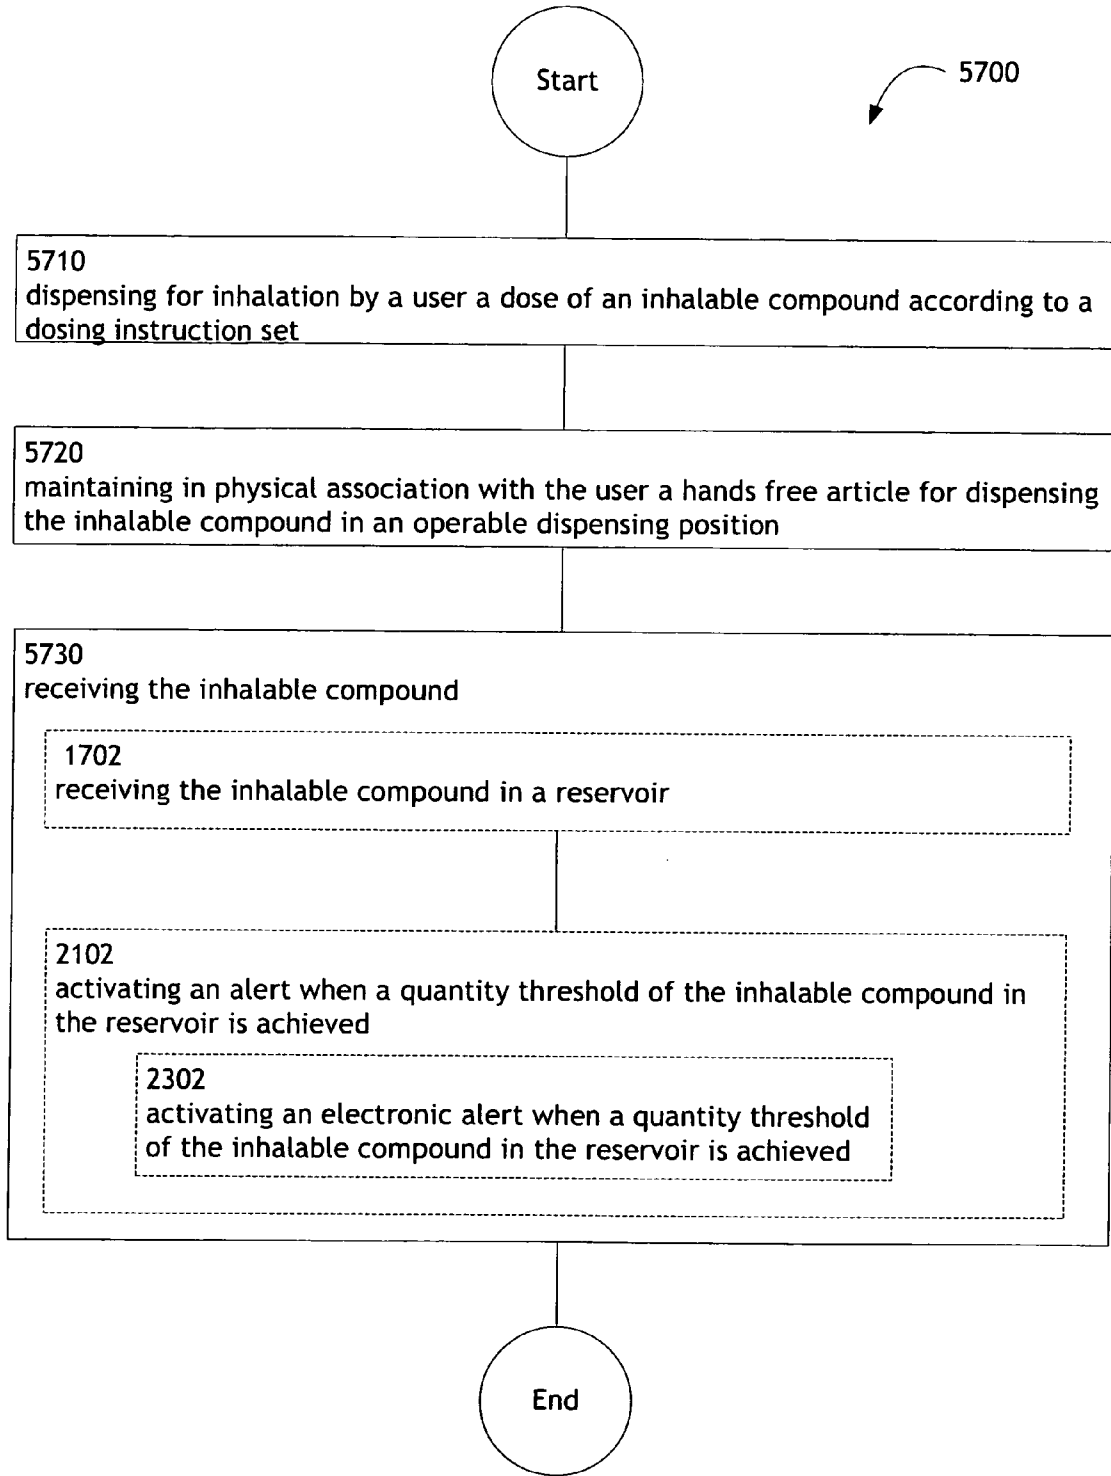 Start
5700
5710
dispensing for inhalation by a user a dose of an inhalable compound according to a
dosing instruction set
5720
maintaining in physical association with the user a hands free article for dispensing
the inhalable compound in an operable dispensing position
5730
receiving the inhalable compound
1702
receiving the inhalable compound in a reservoir
2102
activating an alert when a quantity threshold of the inhalable compound in
the reservoir is achieved
2302
activating an electronic alert when a quantity threshold
of the inhalable compound in the reservoir is achieved
End